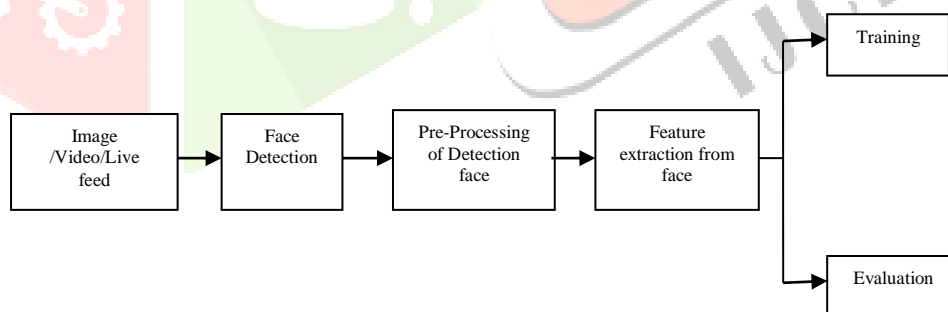 Image
/Video/Live
feed
Face
Detection
Pre-Processing
of Detection
face
Feature
extraction from
face
Training
Evaluation